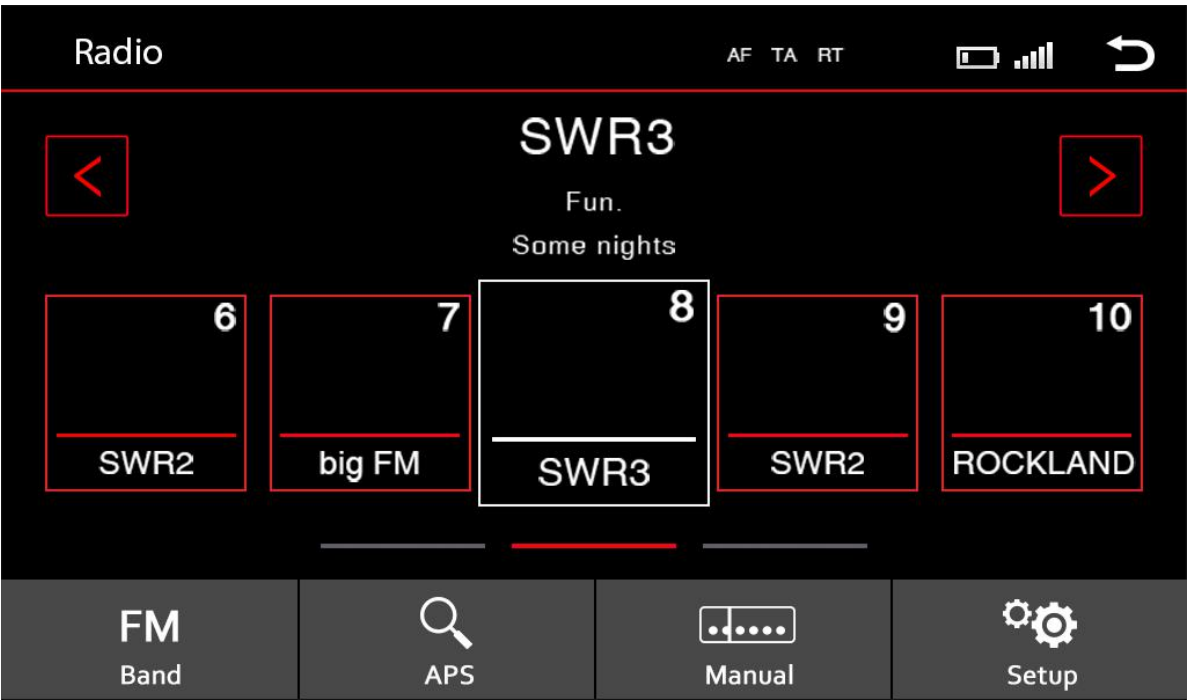 Radio
AF TA RT
SWR3
Fun.
Some nights
6
SWR2
7
big FM
8
SWR3
9
SWR2
10
ROCKLAND
FM
Band
APS
Manual
Setup